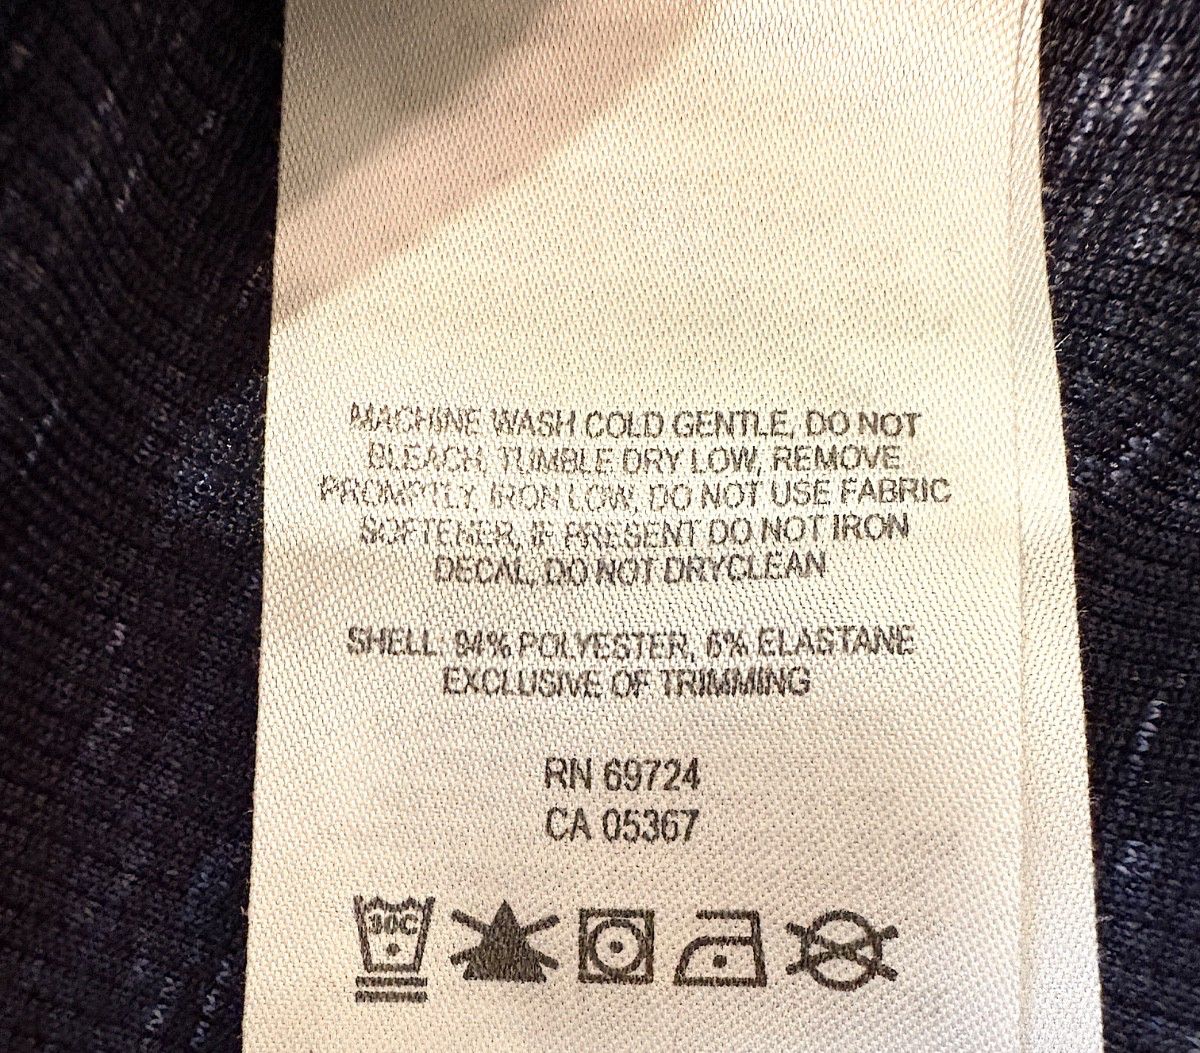 MACHINE WASH COLD GENTLE, DO NOT
BLEACH, TUMBLE DRY LOW, REMOVE
PROMPTLY, IRON LOW, DO NOT USE FABRIC
SOFTENER, IF PRESENT DO NOT IRON
DECAL, DO NOT DRYCLEAN
SHELL: 94% POLYESTER, 6% ELASTANE
EXCLUSIVE OF TRIMMING
RN 69724
CA 05367
30C